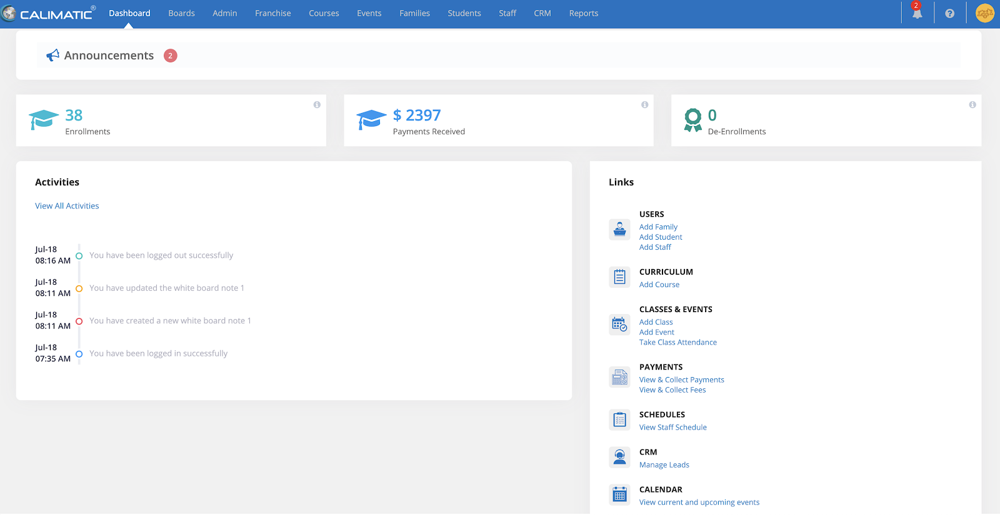 CALIMATIC®
Dashboard Boards Admin Franchise Courses Events Families Students Staff CRM Reports
2
?
Announcements 2
38
Enrollments
$ 2397
Payments Received
0
De-Enrollments
Activities
View All Activities
Jul-18
08:16 AM
You have been logged out successfully
Jul-18
08:11 AM
You have updated the white board note 1
Jul-18
08:11 AM
You have created a new white board note 1
Jul-18
07:35 AM
You have been logged in successfully
Links
USERS
Add Family
Add Student
Add Staff
CURRICULUM
Add Course
CLASSES & EVENTS
Add Class
Add Event
Take Class Attendance
PAYMENTS
View & Collect Payments
View & Collect Fees
SCHEDULES
View Staff Schedule
CRM
Manage Leads
CALENDAR
View current and upcoming events